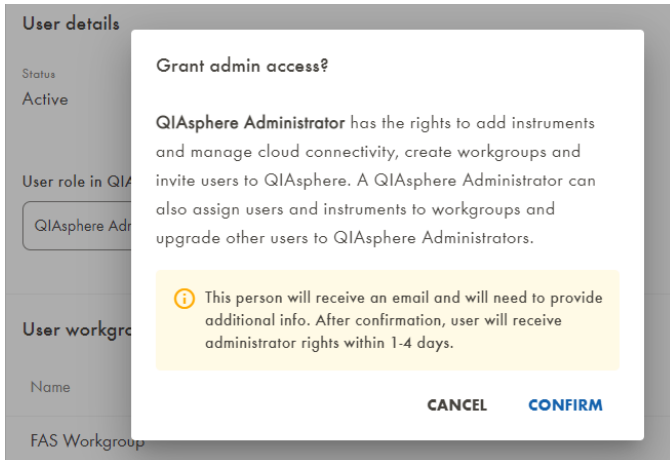 User details
Status
Active
User role in QIA
QIAsphere Adr
User workgro
Name
FAS Workgroup
Grant admin access?
QIAsphere Administrator has the rights to add instruments
and manage cloud connectivity, create workgroups and
invite users to QIAsphere. A QIAsphere Administrator can
also assign users and instruments to workgroups and
upgrade other users to QIAsphere Administrators.
This person will receive an email and will need to provide
additional info. After confirmation, user will receive
administrator rights within 1-4 days.
CANCEL CONFIRM